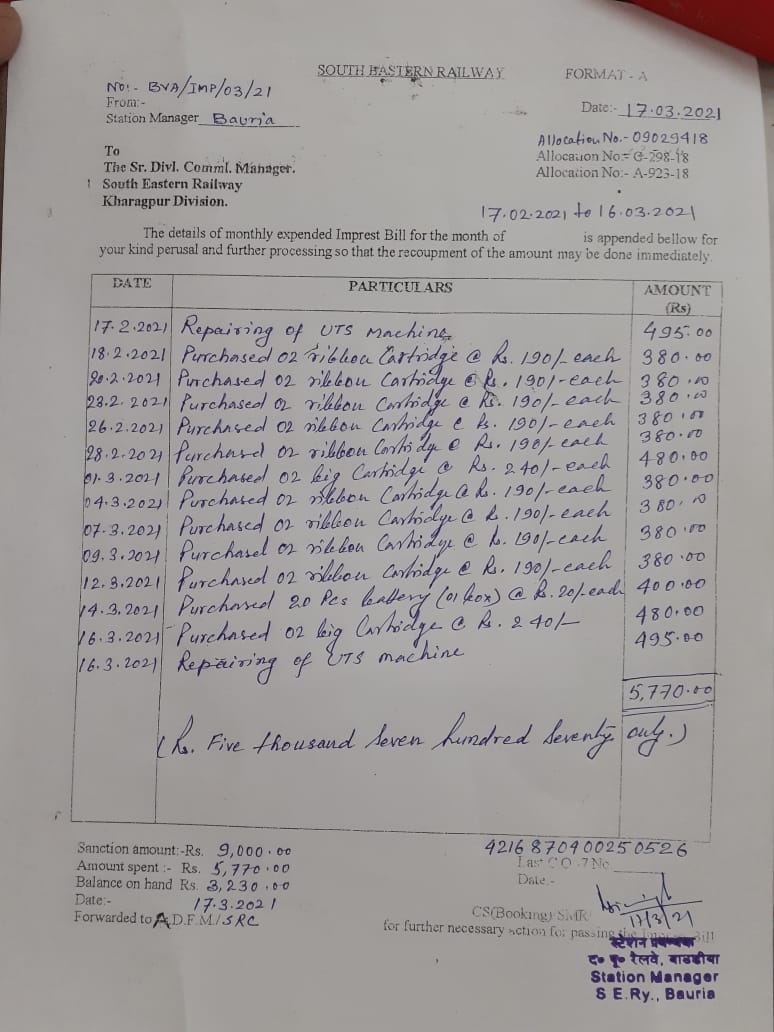 SOUTH EASTERN RAILWAY
FORMAT - A
No:- BVA/IMP/03/21
From:-
Station Manager Bauria
Date:- 17.03.2021
Allocation No.- 09029418
Allocation No:- G-298-18
Allocation No:- A-923-18
To
The Sr. Divl. Comml. Manager.
South Eastern Railway
Kharagpur Division.
17.02.2021 to 16.03.2021
The details of monthly expended Imprest Bill for the month of is appended bellow for
your kind perusal and further processing so that the recoupment of the amount may be done immediately.
DATE PARTICULARS AMOUNT (Rs)
17.2.2021 Repairing of UTS Machine 495.00
18.2.2021 Purchased 02 ribbon Cartridge @ Rs. 190/- each 380.00
20.2.2021 Purchased 02 ribbon Cartridge @ Rs. 190/- each 380.00
23.2.2021 Purchased 02 ribbon Cartridge @ Rs. 190/- each 380.00
26.2.2021 Purchased 02 ribbon Cartridge @ Rs. 190/- each 380.00
28.2.2021 Purchased 02 ribbon Cartridge @ Rs. 190/- each 380.00
01.3.2021 Purchased 02 big Cartridge @ Rs. 240/- each 480.00
04.3.2021 Purchased 02 ribbon Cartridge @ Rs. 190/- each 380.00
07.3.2021 Purchased 02 ribbon Cartridge @ Rs. 190/- each 380.00
09.3.2021 Purchased 02 ribbon Cartridge @ Rs. 190/- each 380.00
12.3.2021 Purchased 02 ribbon Cartridge @ Rs. 190/- each 380.00
14.3.2021 Purchased 20 Pcs battery (01 box) @ Rs. 20/- each 400.00
16.3.2021 Purchased 02 big Cartridge @ Rs. 240/- 480.00
16.3.2021 Repairing of UTS machine 495.00
5,770.00
(Rs. Five thousand Seven hundred Seventy only.)
Sanction amount:-Rs. 9,000.00
Amount spent :- Rs. 5,770.00
Balance on hand Rs. 3,230.00
Date:- 17.3.2021
Forwarded to A D.F.M/SRC
42168709400250526
Last C O -7 No
Date:-
17/3/21
CS(Booking) SMR
for further necessary action for passing the Bill
स्टेशन प्रबन्धक
द० पू० रेलवे, बाउड़ीया
Station Manager
S E.Ry., Bauria